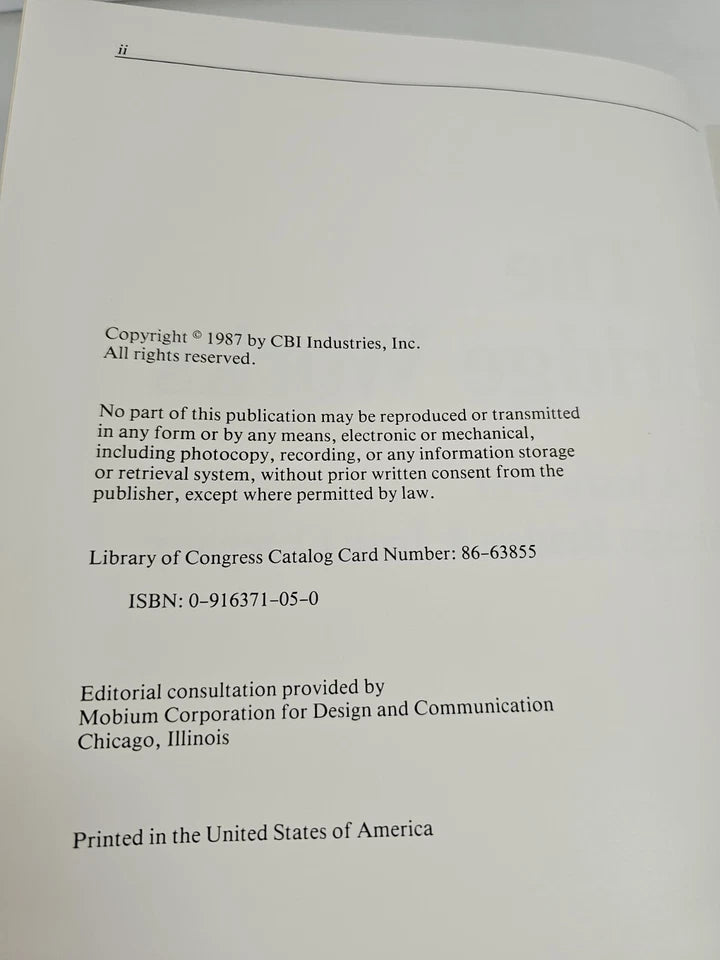 ii
Copyright © 1987 by CBI Industries, Inc.
All rights reserved.
No part of this publication may be reproduced or transmitted
in any form or by any means, electronic or mechanical,
including photocopy, recording, or any information storage
or retrieval system, without prior written consent from the
publisher, except where permitted by law.
Library of Congress Catalog Card Number: 86-63855
ISBN: 0-916371-05-0
Editorial consultation provided by
Mobium Corporation for Design and Communication
Chicago, Illinois
Printed in the United States of America